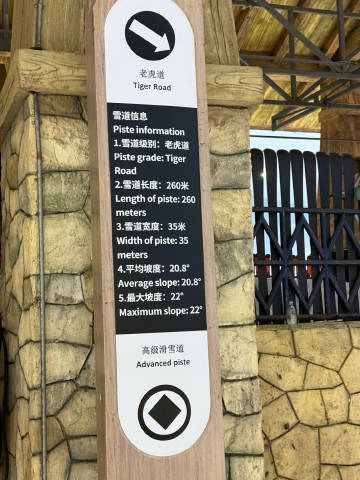 老虎道
Tiger Road
雪道信息
Piste information
1.雪道级别：老虎道
Piste grade: Tiger
Road
2.雪道长度：260米
Length of piste: 260
meters
3.雪道宽度：35米
Width of piste: 35
meters
4.平均坡度：20.8°
Average slope: 20.8°
5.最大坡度：22°
Maximum slope: 22°
高级滑雪道
Advanced piste